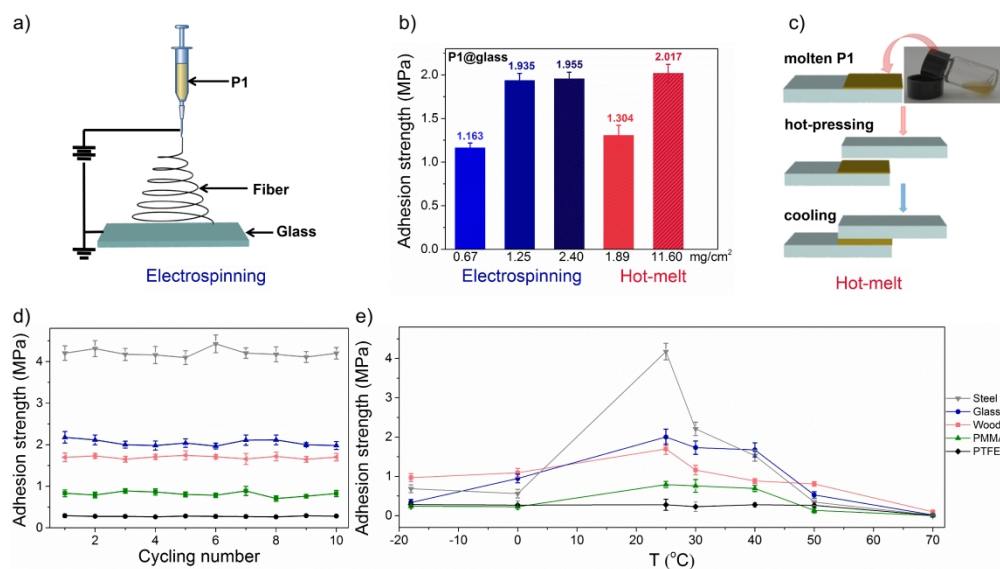 a)
P1
Fiber
Glass
Electrospinning
b)
P1@glass
Adhesion strength (MPa)
2.0
1.5
1.0
0.5
0.0
1.163
1.935
1.955
1.304
2.017
0.67 1.25 2.40 1.89 11.60 mg/cm²
Electrospinning Hot-melt
c)
molten P1
hot-pressing
cooling
Hot-melt
d)
Adhesion strength (MPa)
4
3
2
1
0
2 4 6 8 10
Cycling number
e)
Adhesion strength (MPa)
4
3
2
1
0
-20 -10 0 10 20 30 40 50 60 70
T (°C)
Steel
Glass
Wood
PMMA
PTFE